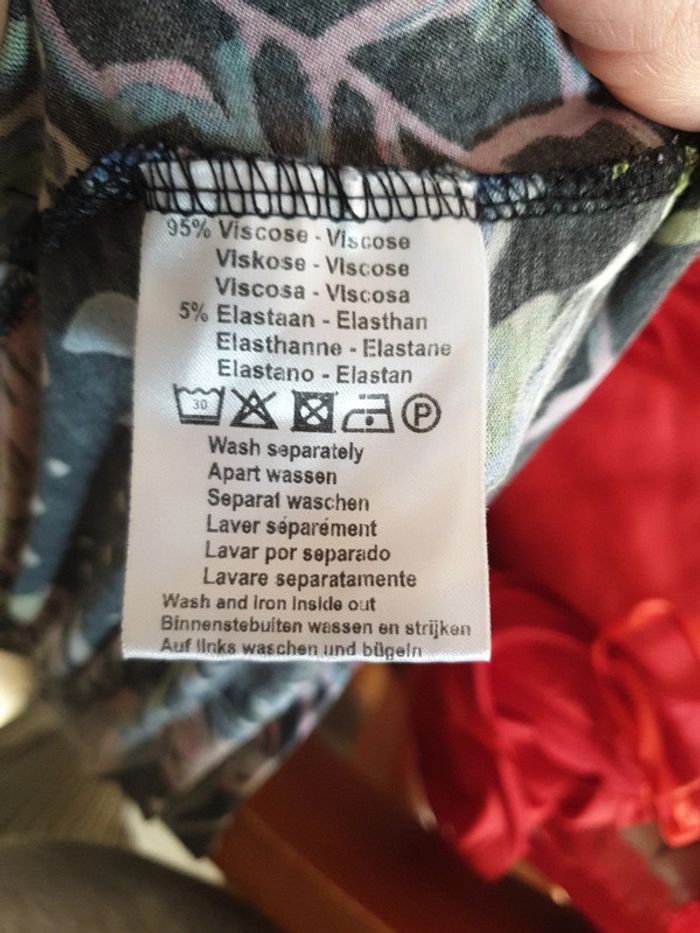 95% Viscose - Viscose
Viskose - Viscose
Viscosa - Viscosa
5% Elastaan - Elasthan
Elasthanne - Elastane
Elastano - Elastan
30 P
Wash separately
Apart wassen
Separat waschen
Laver séparément
Lavar por separado
Lavare separatamente
Wash and iron inside out
Binnenstebuiten wassen en strijken
Auf links waschen und bügeln